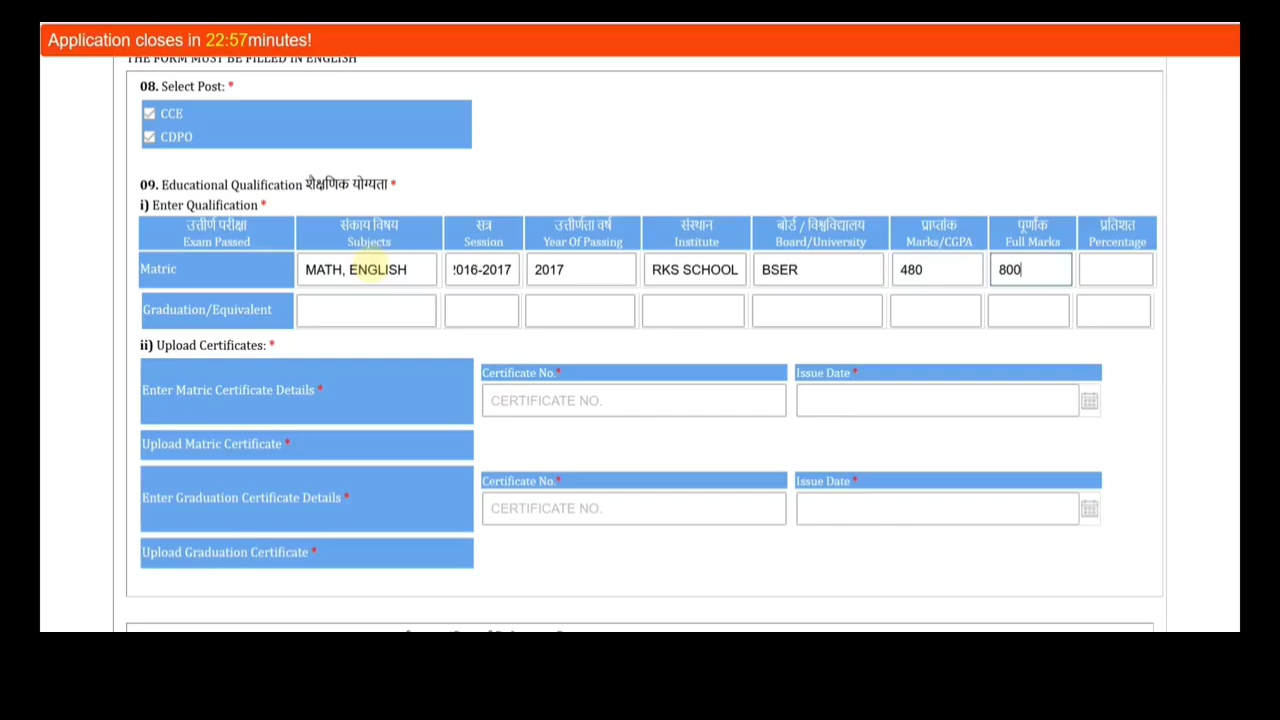 Application closes in 22:57minutes!
THE FORM MUST BE FILLED IN ENGLISH
08. Select Post: *
CCE
CDPO
09. Educational Qualification शैक्षणिक योग्यता *
i) Enter Qualification *
उत्तीर्ण परीक्षा संकाय विषय सत्र उत्तीर्णता वर्ष संस्थान बोर्ड / विश्वविद्यालय प्राप्तांक पूर्णांक प्रतिशत
Exam Passed Subjects Session Year Of Passing Institute Board/University Marks/CGPA Full Marks Percentage
Matric MATH, ENGLISH 2016-2017 2017 RKS SCHOOL BSER 480 800
Graduation/Equivalent
ii) Upload Certificates: *
Certificate No.* Issue Date *
Enter Matric Certificate Details *
CERTIFICATE NO.
Upload Matric Certificate *
Certificate No.* Issue Date *
Enter Graduation Certificate Details *
CERTIFICATE NO.
Upload Graduation Certificate *